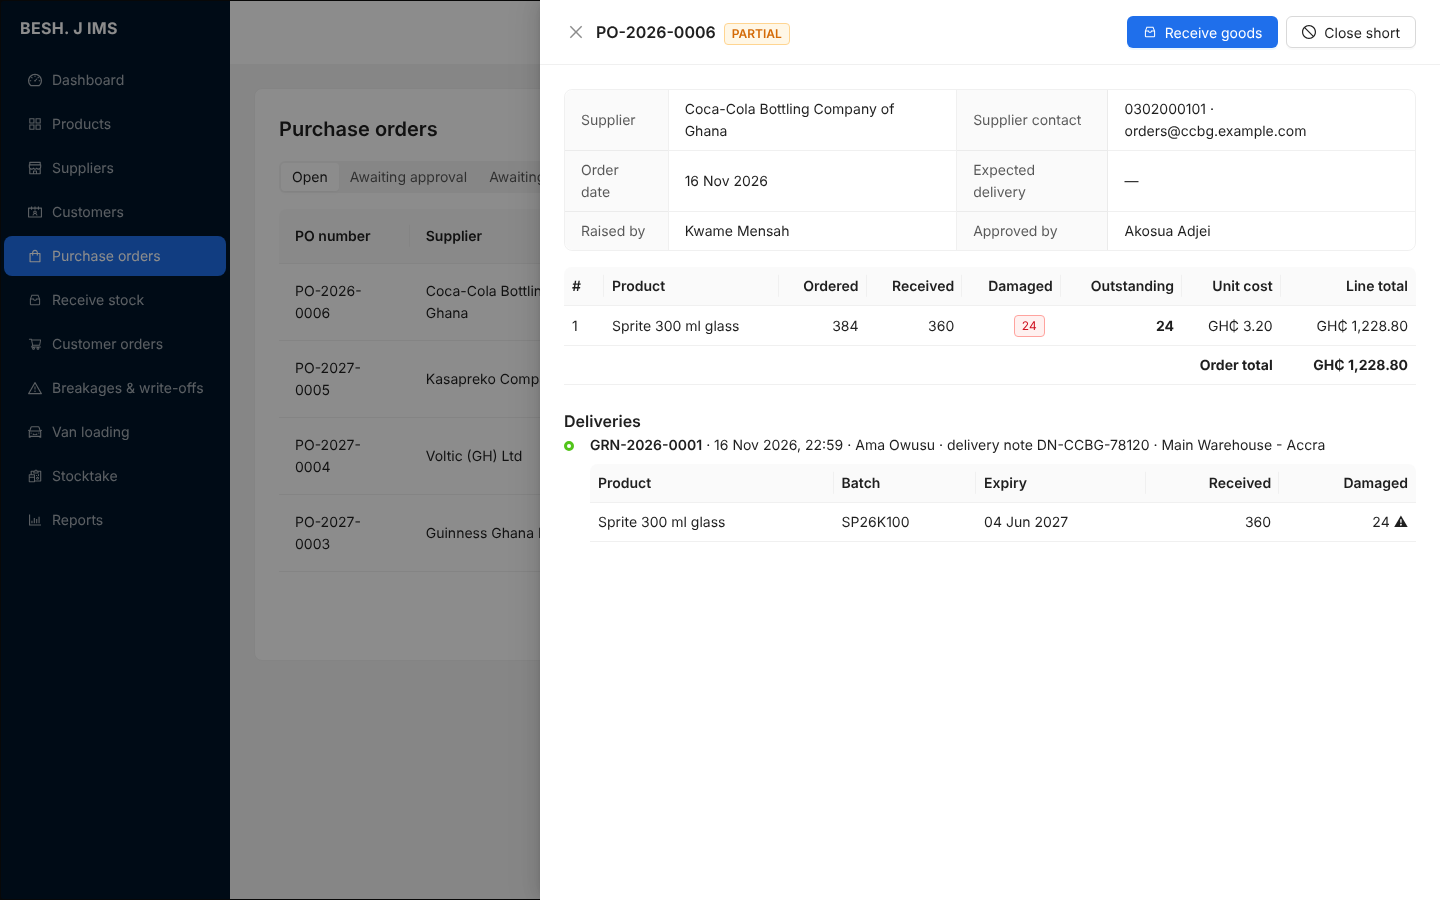 BESH. J IMS
Dashboard
Products
Suppliers
Customers
Purchase orders
Receive stock
Customer orders
Breakages & write-offs
Van loading
Stocktake
Reports
Purchase orders
Open Awaiting approval Awaiting
PO number Supplier
PO-2026-
0006
Coca-Cola Bottlin
Ghana
PO-2027-
0005
Kasapreko Comp
PO-2027-
0004
Voltic (GH) Ltd
PO-2027-
0003
Guinness Ghana
PO-2026-0006 PARTIAL
Receive goods
Close short
Supplier
Coca-Cola Bottling Company of
Ghana
Supplier contact
0302000101 ·
orders@ccbg.example.com
Order
date
16 Nov 2026
Expected
delivery
—
Raised by Kwame Mensah Approved by Akosua Adjei
# Product Ordered Received Damaged Outstanding Unit cost Line total
1 Sprite 300 ml glass 384 360 24 24 GH₵ 3.20 GH₵ 1,228.80
Order total GH₵ 1,228.80
Deliveries
GRN-2026-0001 · 16 Nov 2026, 22:59 · Ama Owusu · delivery note DN-CCBG-78120 · Main Warehouse - Accra
Product Batch Expiry Received Damaged
Sprite 300 ml glass SP26K100 04 Jun 2027 360 24 ⚠